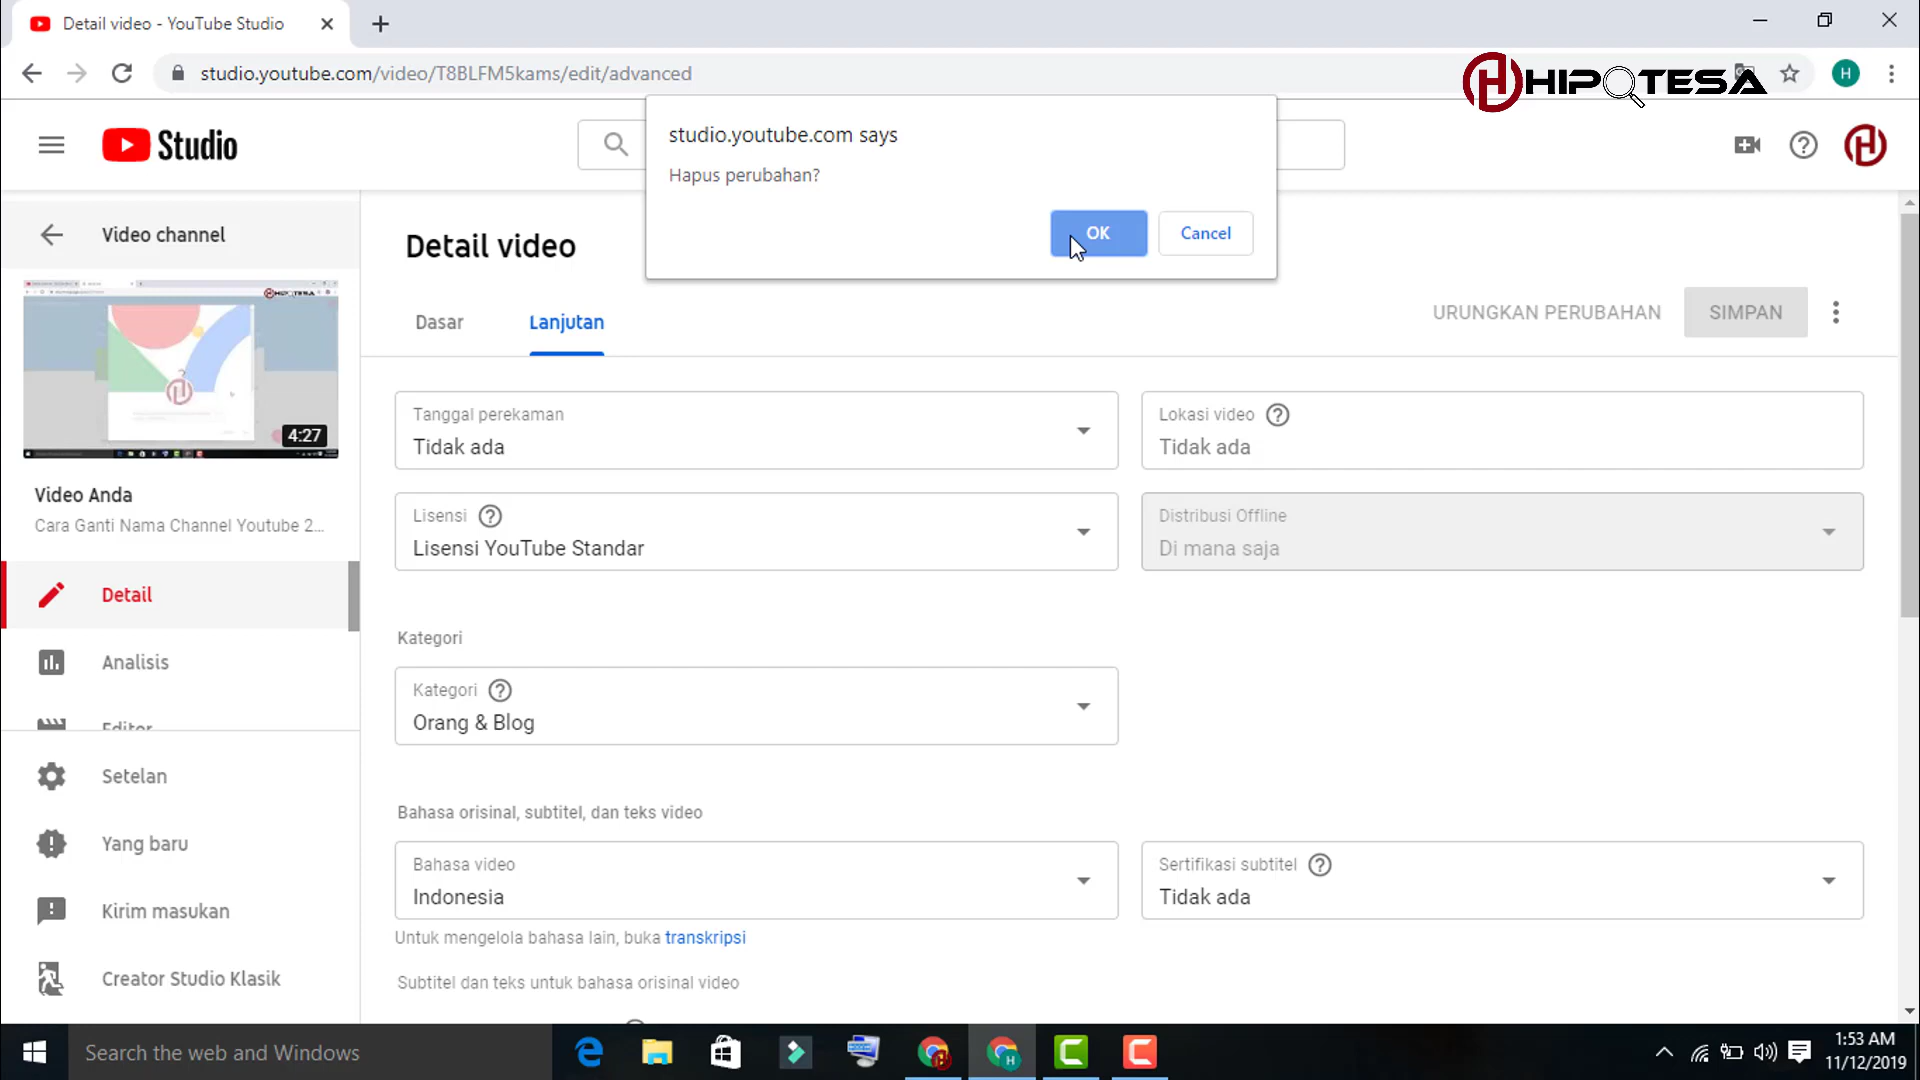 Detail video - YouTube Studio
studio.youtube.com/video/T8BLFM5kams/edit/advanced
H
HIPOTESA
Studio
studio.youtube.com says
Hapus perubahan?
OK
Cancel
Video channel
4:27
Video Anda
Cara Ganti Nama Channel Youtube 2...
Detail
Analisis
Editor
Setelan
Yang baru
Kirim masukan
Creator Studio Klasik
Detail video
Dasar
Lanjutan
URUNGKAN PERUBAHAN
SIMPAN
Tanggal perekaman
Tidak ada
Lokasi video
Tidak ada
Lisensi
Lisensi YouTube Standar
Distribusi Offline
Di mana saja
Kategori
Kategori
Orang & Blog
Bahasa orisinal, subtitel, dan teks video
Bahasa video
Indonesia
Sertifikasi subtitel
Tidak ada
Untuk mengelola bahasa lain, buka transkripsi
Subtitel dan teks untuk bahasa orisinal video
Search the web and Windows
1:53 AM
11/12/2019